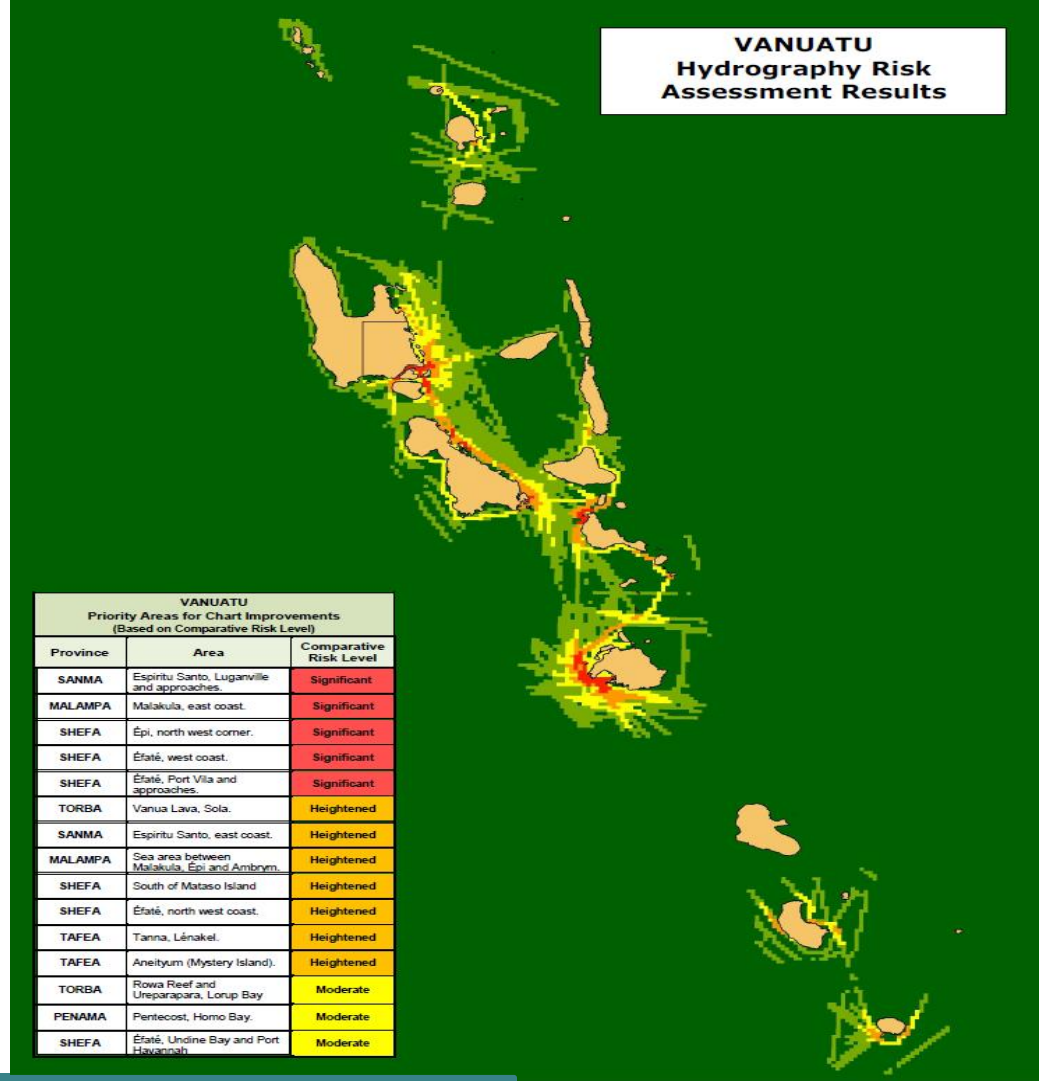 VANUATU
Hydrography Risk
Assessment Results
VANUATU
Priority Areas for Chart Improvements
(Based on Comparative Risk Level)
Province Area Comparative
Risk Level
SANMA Espiritu Santo, Luganville
and approaches. Significant
MALAMPA Malakula, east coast. Significant
SHEFA Épi, north west corner. Significant
SHEFA Éfaté, west coast. Significant
SHEFA Éfaté, Port Vila and
approaches. Significant
TORBA Vanua Lava, Sola. Heightened
SANMA Espiritu Santo, east coast. Heightened
MALAMPA Sea area between
Malakula, Épi and Ambrym. Heightened
SHEFA South of Mataso Island Heightened
SHEFA Éfaté, north west coast. Heightened
TAFEA Tanna, Lénakel. Heightened
TAFEA Aneityum (Mystery Island). Heightened
TORBA Rowa Reef and
Ureparapara, Lorup Bay Moderate
PENAMA Pentecost, Homo Bay. Moderate
SHEFA Éfaté, Undine Bay and Port
Havannah Moderate